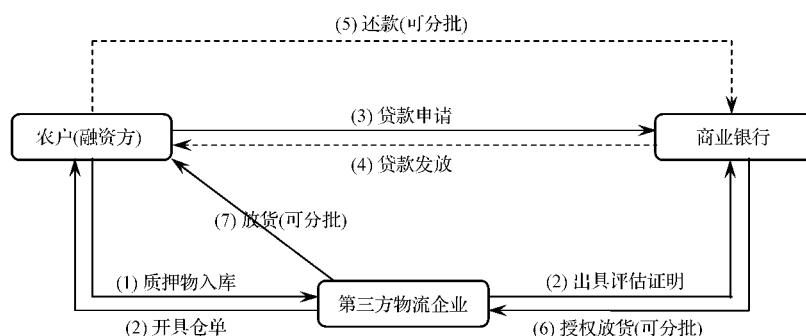 (5) 还款(可分批)
农户(融资方)
(3) 贷款申请
商业银行
(4) 贷款发放
(7) 放货(可分批)
(1) 质押物入库
第三方物流企业
(2) 出具评估证明
(2) 开具仓单
(6) 授权放货(可分批)